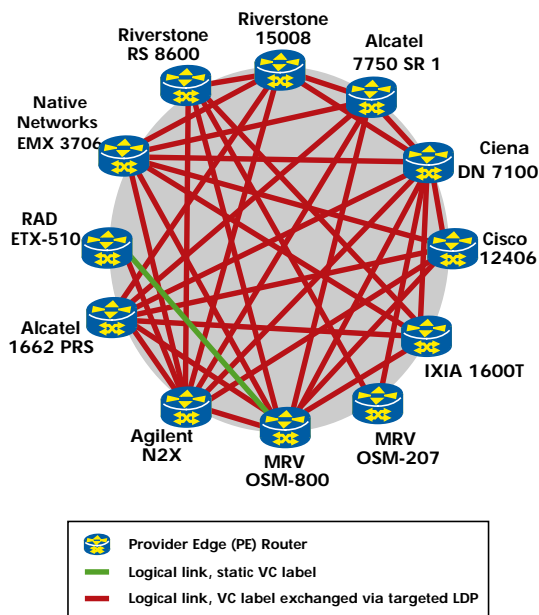 Riverstone
RS 8600
Riverstone
15008
Alcatel
7750 SR 1
Native
Networks
EMX 3706
Ciena
DN 7100
RAD
ETX-510
Cisco
12406
Alcatel
1662 PRS
IXIA 1600T
Agilent
N2X
MRV
OSM-800
MRV
OSM-207
Provider Edge (PE) Router
Logical link, static VC label
Logical link, VC label exchanged via targeted LDP